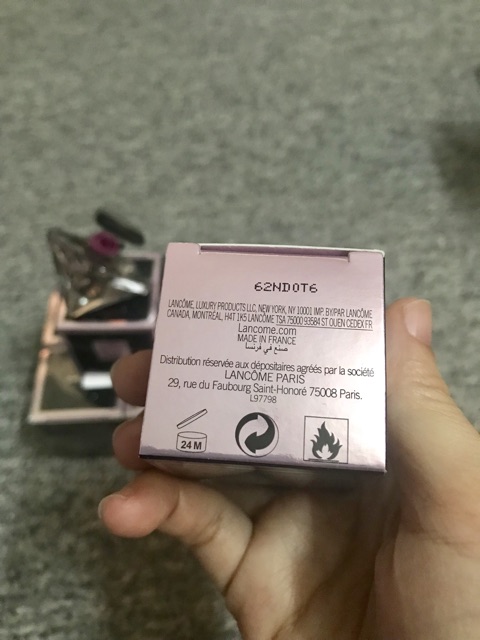 62ND0T6
LANCÔME, LUXURY PRODUCTS LLC, NEW YORK, NY 10001 IMP. BY/PAR LANCÔME
CANADA, MONTRÉAL, H4T 1K5 LANCÔME TSA 75000 93584 ST OUEN CEDEX FR
Lancome.com
MADE IN FRANCE
صنع في فرنسا
Distribution réservée aux dépositaires agréés par la société
LANCÔME PARIS
29, rue du Faubourg Saint-Honoré 75008 Paris.
L97798
24 M